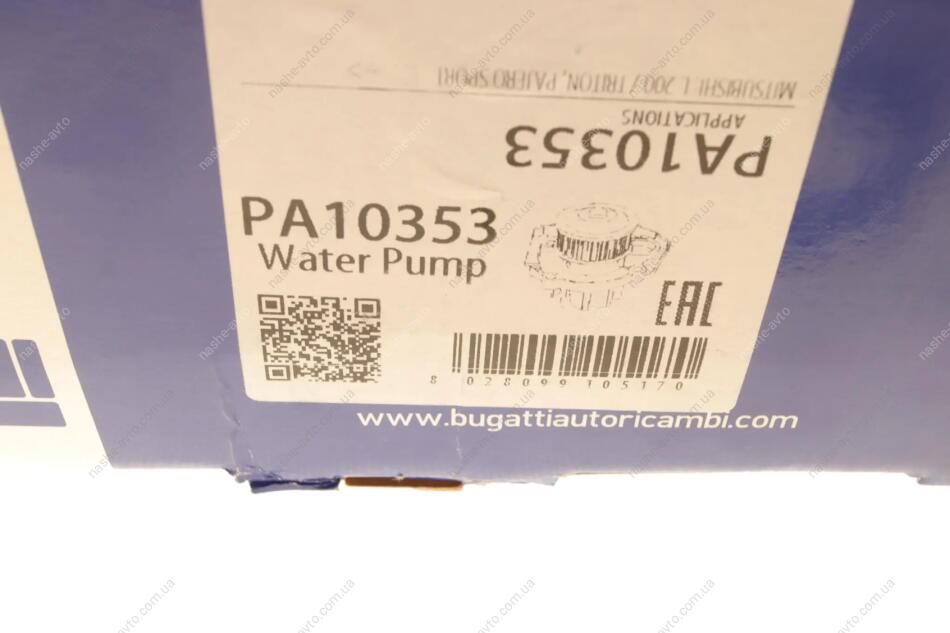 MITSUBISHI: L 200 / TRITON, PAJERO SPORT
APPLICATIONS
PA10353
PA10353
Water Pump
EAC
8 028099 105170
www.bugattiautoricambi.com
nashe-avto.com.ua